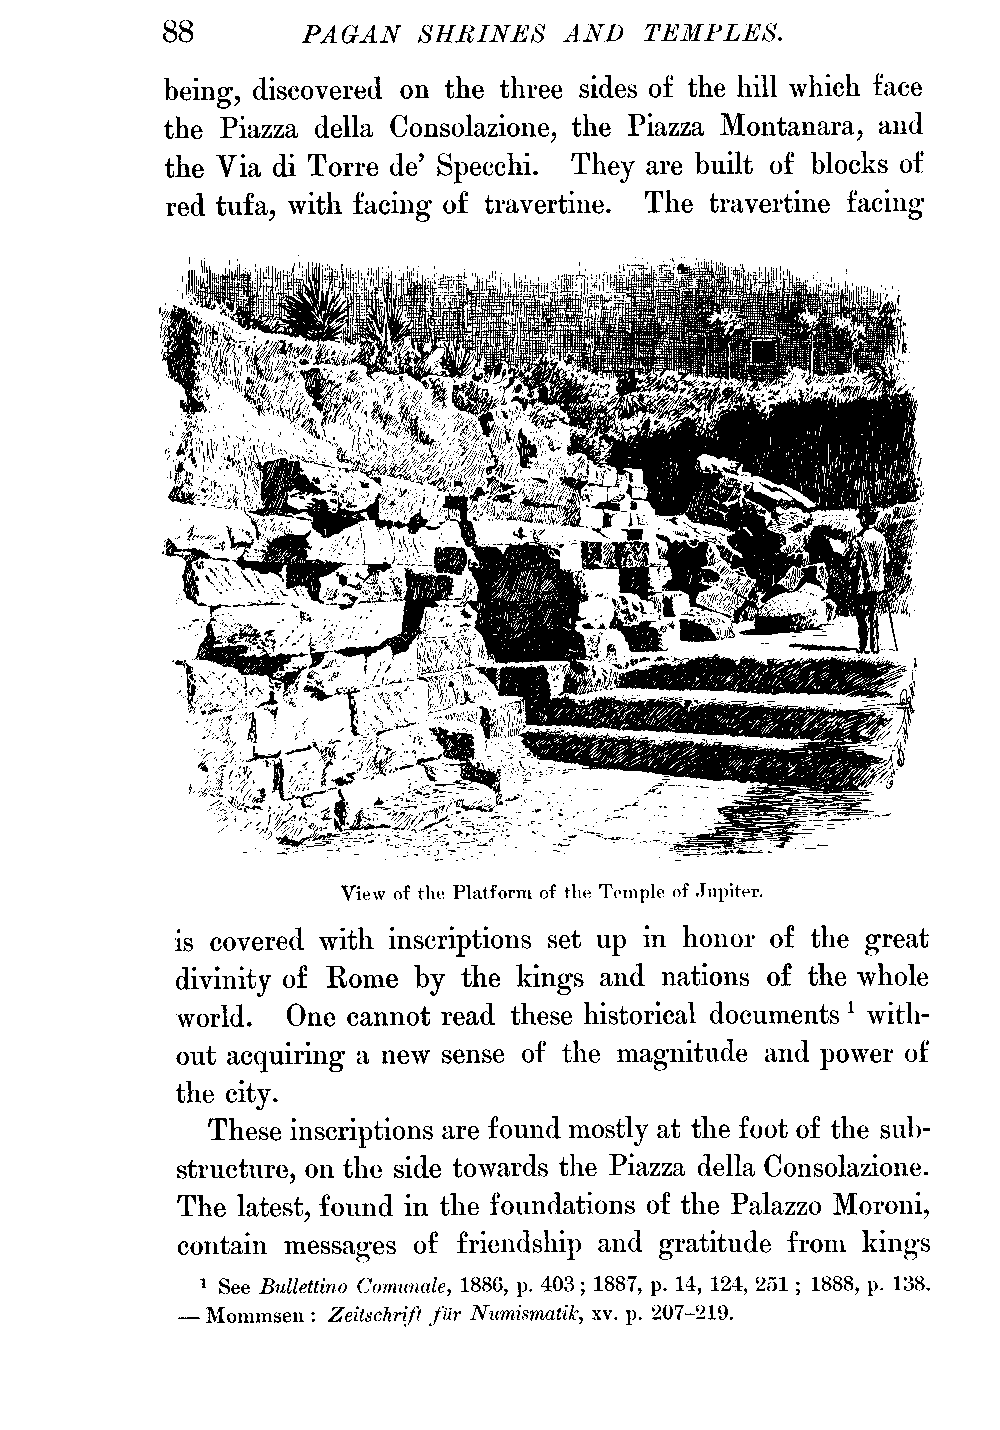 88 PAGAN SHRINES AND TEMPLES.
being, discovered on the three sides of the hill which face
the Piazza della Consolazione, the Piazza Montanara, and
the Via di Torre de' Specchi. They are built of blocks of
red tufa, with facing of travertine. The travertine facing
View of the Platform of the Temple of Jupiter.
is covered with inscriptions set up in honor of the great
divinity of Rome by the kings and nations of the whole
world. One cannot read these historical documents ¹ with-
out acquiring a new sense of the magnitude and power of
the city.
These inscriptions are found mostly at the foot of the sub-
structure, on the side towards the Piazza della Consolazione.
The latest, found in the foundations of the Palazzo Moroni,
contain messages of friendship and gratitude from kings
¹ See Bullettino Comunale, 1886, p. 403; 1887, p. 14, 124, 251; 1888, p. 138.
— Mommsen: Zeitschrift für Numismatik, xv. p. 207-219.